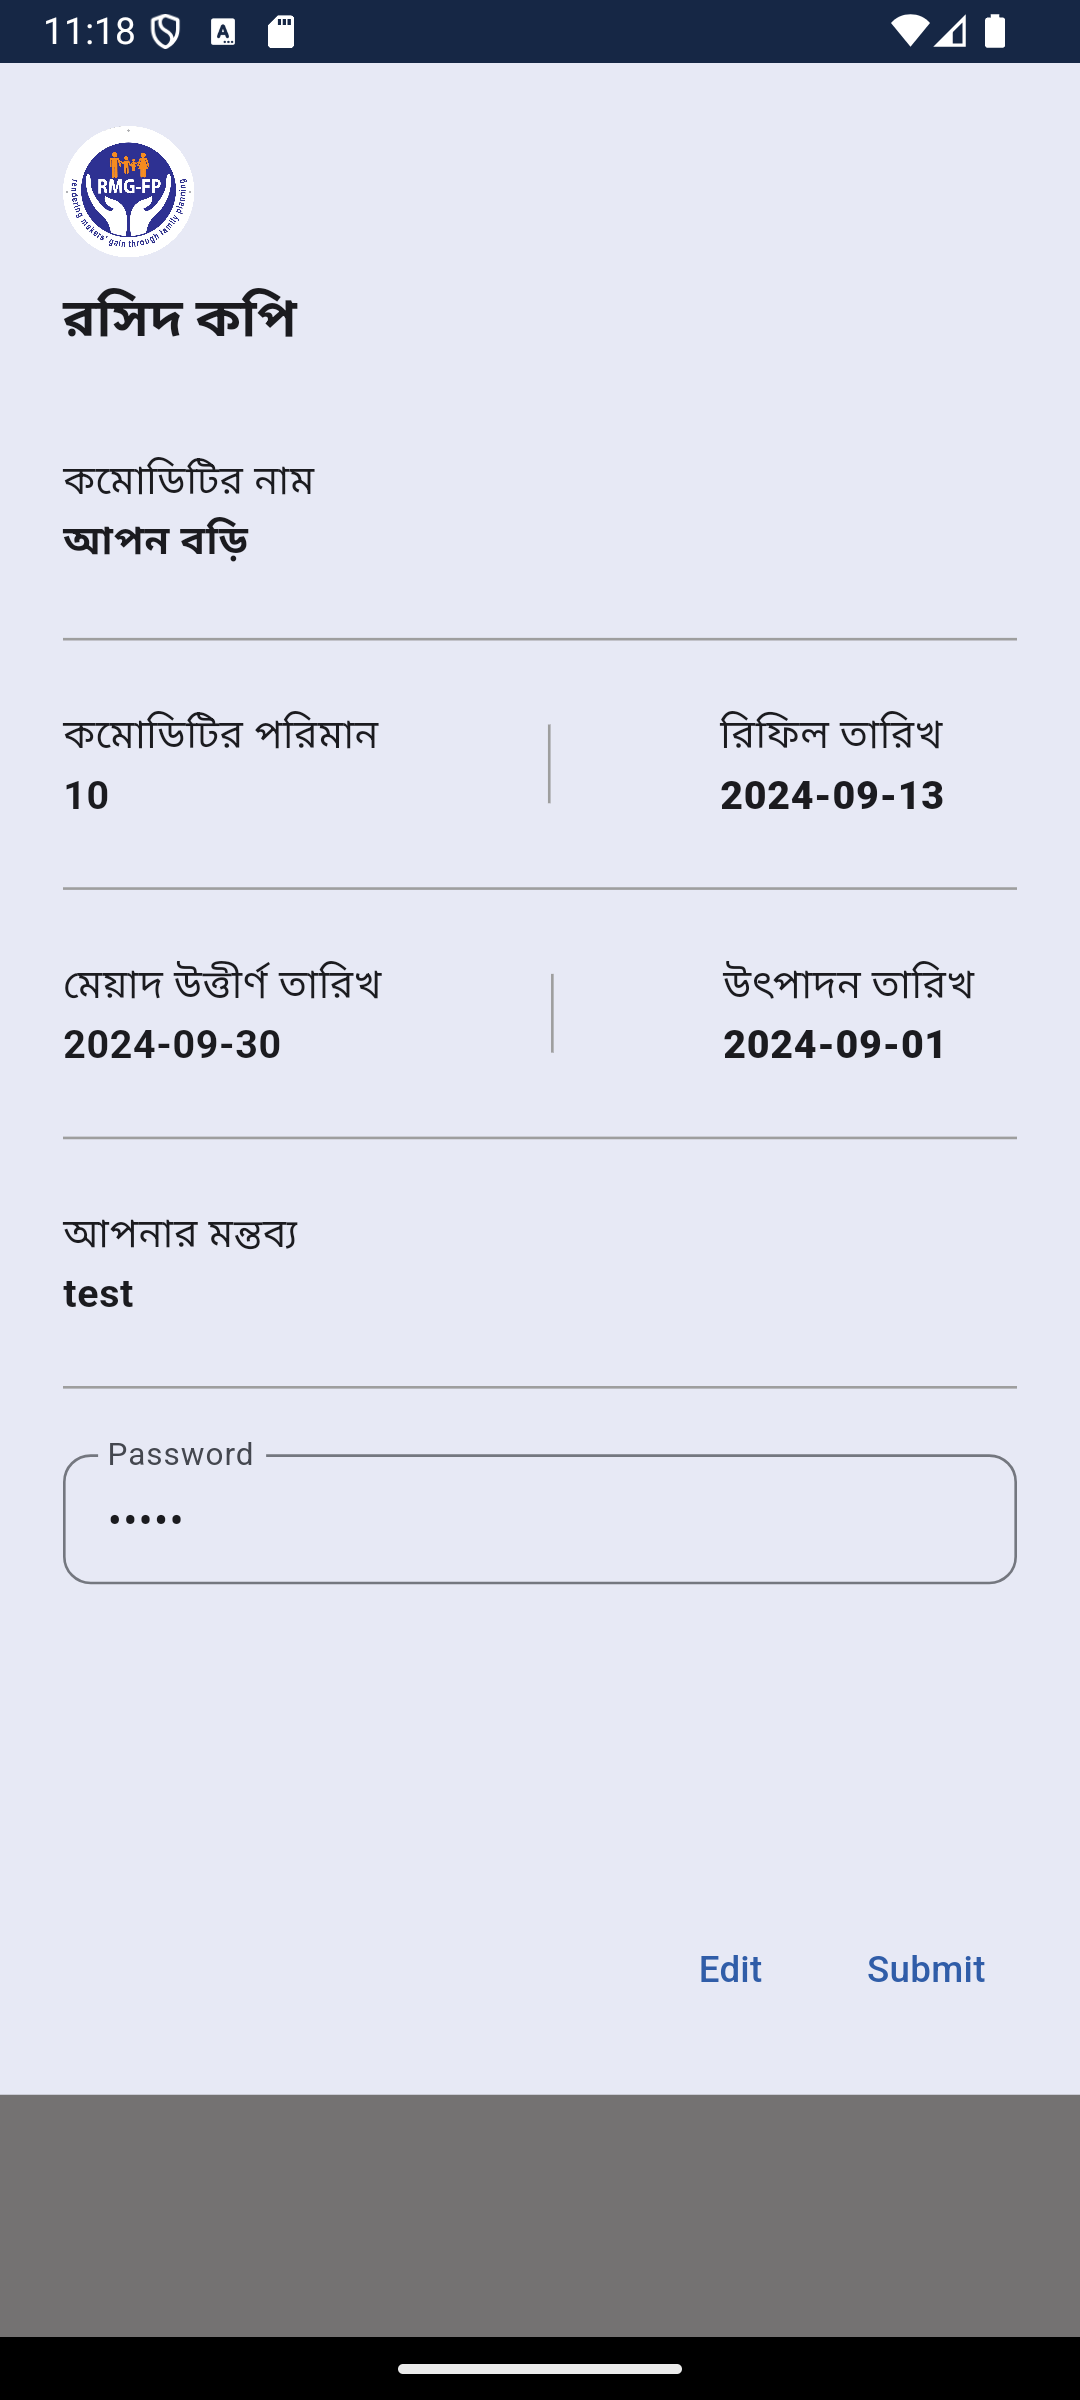 11:18
RMG-FP
rendering makers' gain through family planning
রসিদ কপি
কমোডিটির নাম
আপন বড়ি
কমোডিটির পরিমান
10
রিফিল তারিখ
2024-09-13
মেয়াদ উত্তীর্ণ তারিখ
2024-09-30
উৎপাদন তারিখ
2024-09-01
আপনার মন্তব্য
test
Password
•••••
Edit
Submit